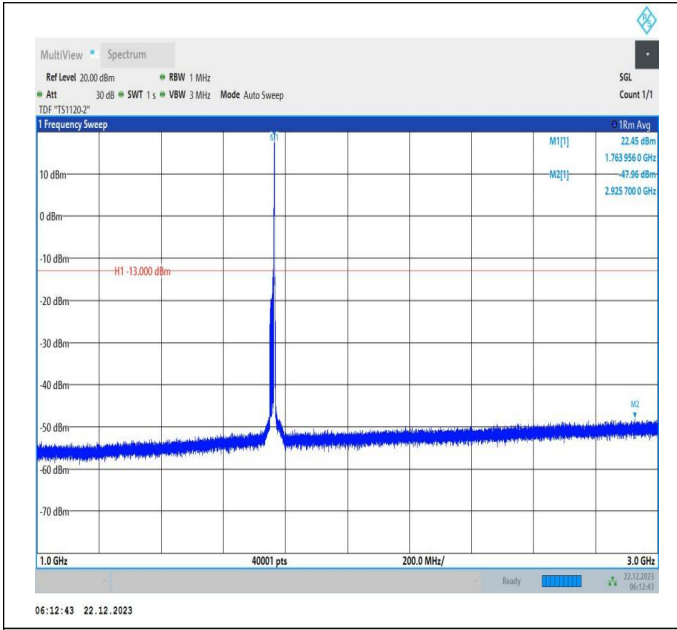 R S
MultiView Spectrum
Ref Level 20.00 dBm RBW 1 MHz SGL
Att 30 dB SWT 1 s VBW 3 MHz Mode Auto Sweep Count 1/1
TDF "TS1120-2"
1 Frequency Sweep 1Rm Avg
M1 M1[1] 22.45 dBm
1.763 956 0 GHz
10 dBm M2[1] -47.96 dBm
2.925 700 0 GHz
0 dBm
-10 dBm
H1 -13.000 dBm
-20 dBm
-30 dBm
-40 dBm
M2
-50 dBm
-60 dBm
-70 dBm
1.0 GHz 40001 pts 200.0 MHz/ 3.0 GHz
Ready 22.12.2023
06:12:43
06:12:43 22.12.2023